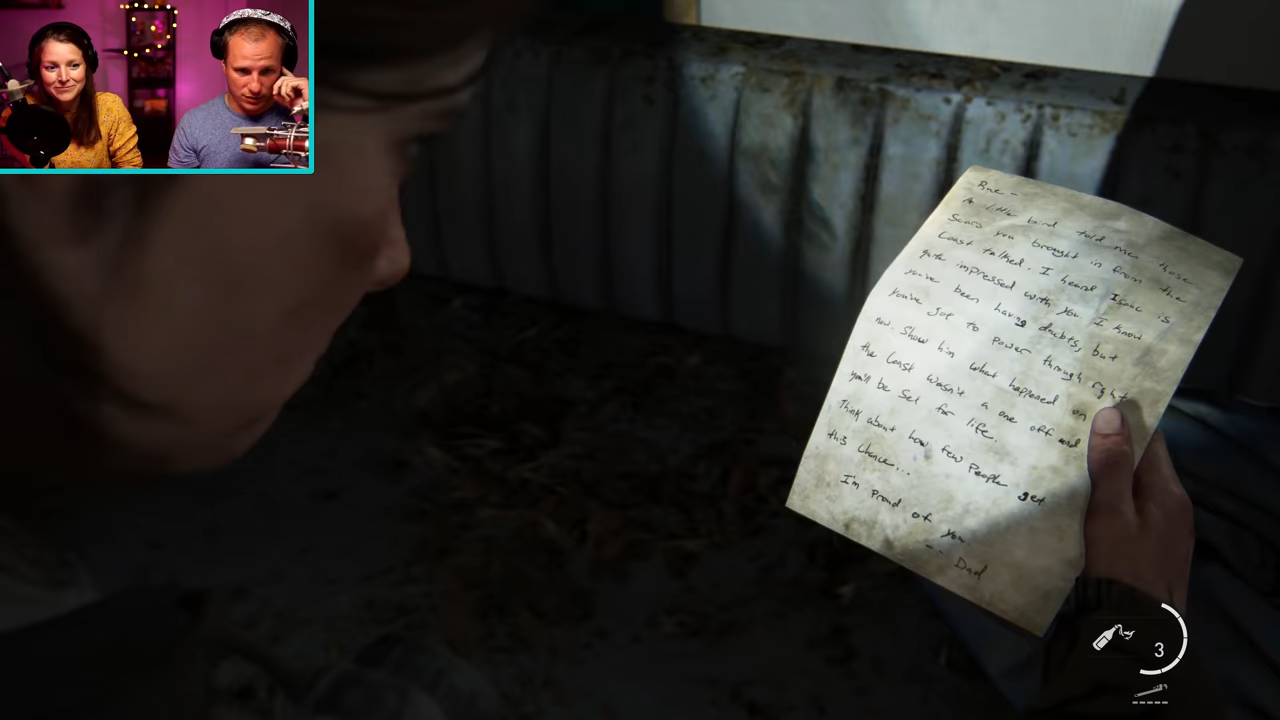 A little bird told me those
Scars you brought in from the
Coast talked. I heard Isaac is
quite impressed with you I know
you've been having doubts, but
you've got to power through right
now. Show him what happened on
the Coast wasn't a one off and
you'll be set for life.
Think about how few people get
this chance...
I'm proud of you
-- Dad
3